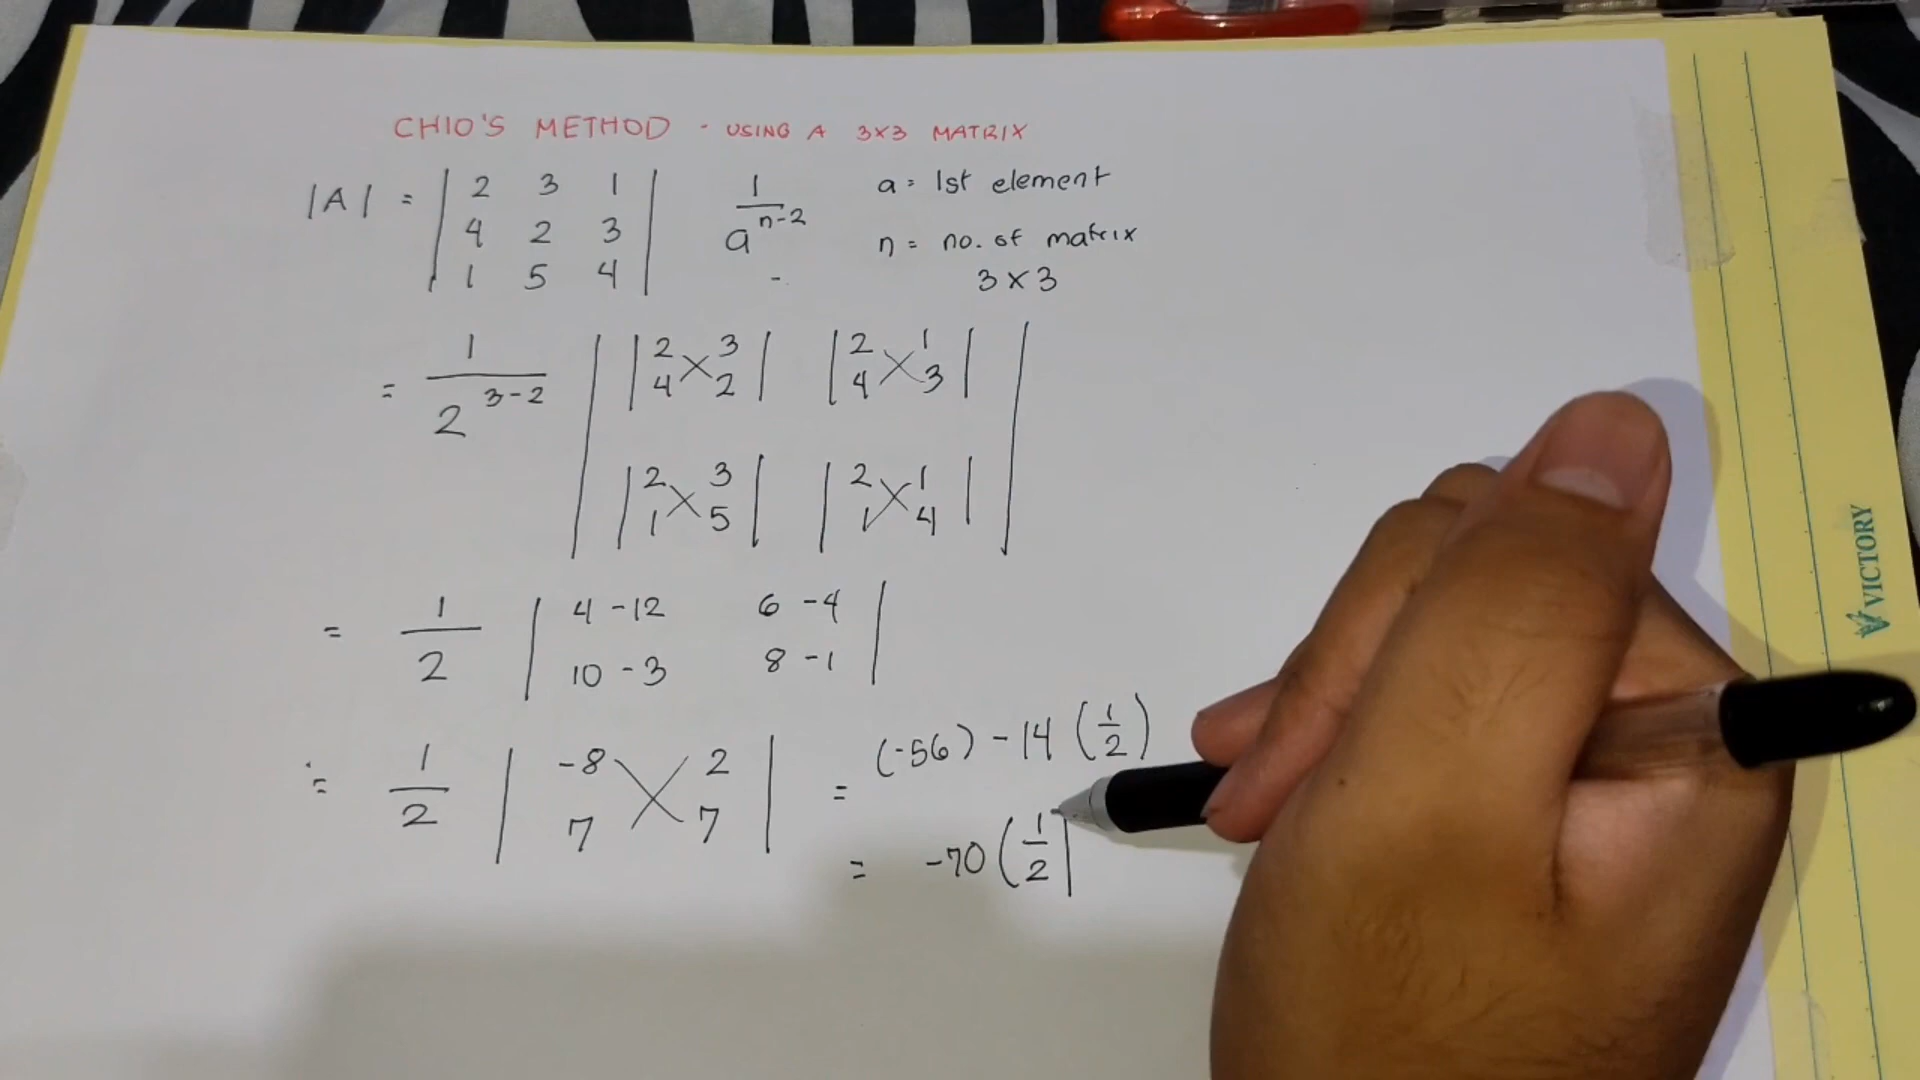 CHIO'S METHOD - USING A 3X3 MATRIX
|A| = | 2 3 1 | 1 a = 1st element
4 2 3 a^n-2 n = no. of matrix
1 5 4 3 x 3
= 1 / 2^3-2 | |2 3| |2 1| |
|4 2| |4 3|
|2 3| |2 1|
|1 5| |1 4|
= 1/2 | 4 - 12 6 - 4 |
10 - 3 8 - 1
= 1/2 | -8 2 | = (-56) - 14 (1/2)
7 7
= -70 (1/2)
VICTORY